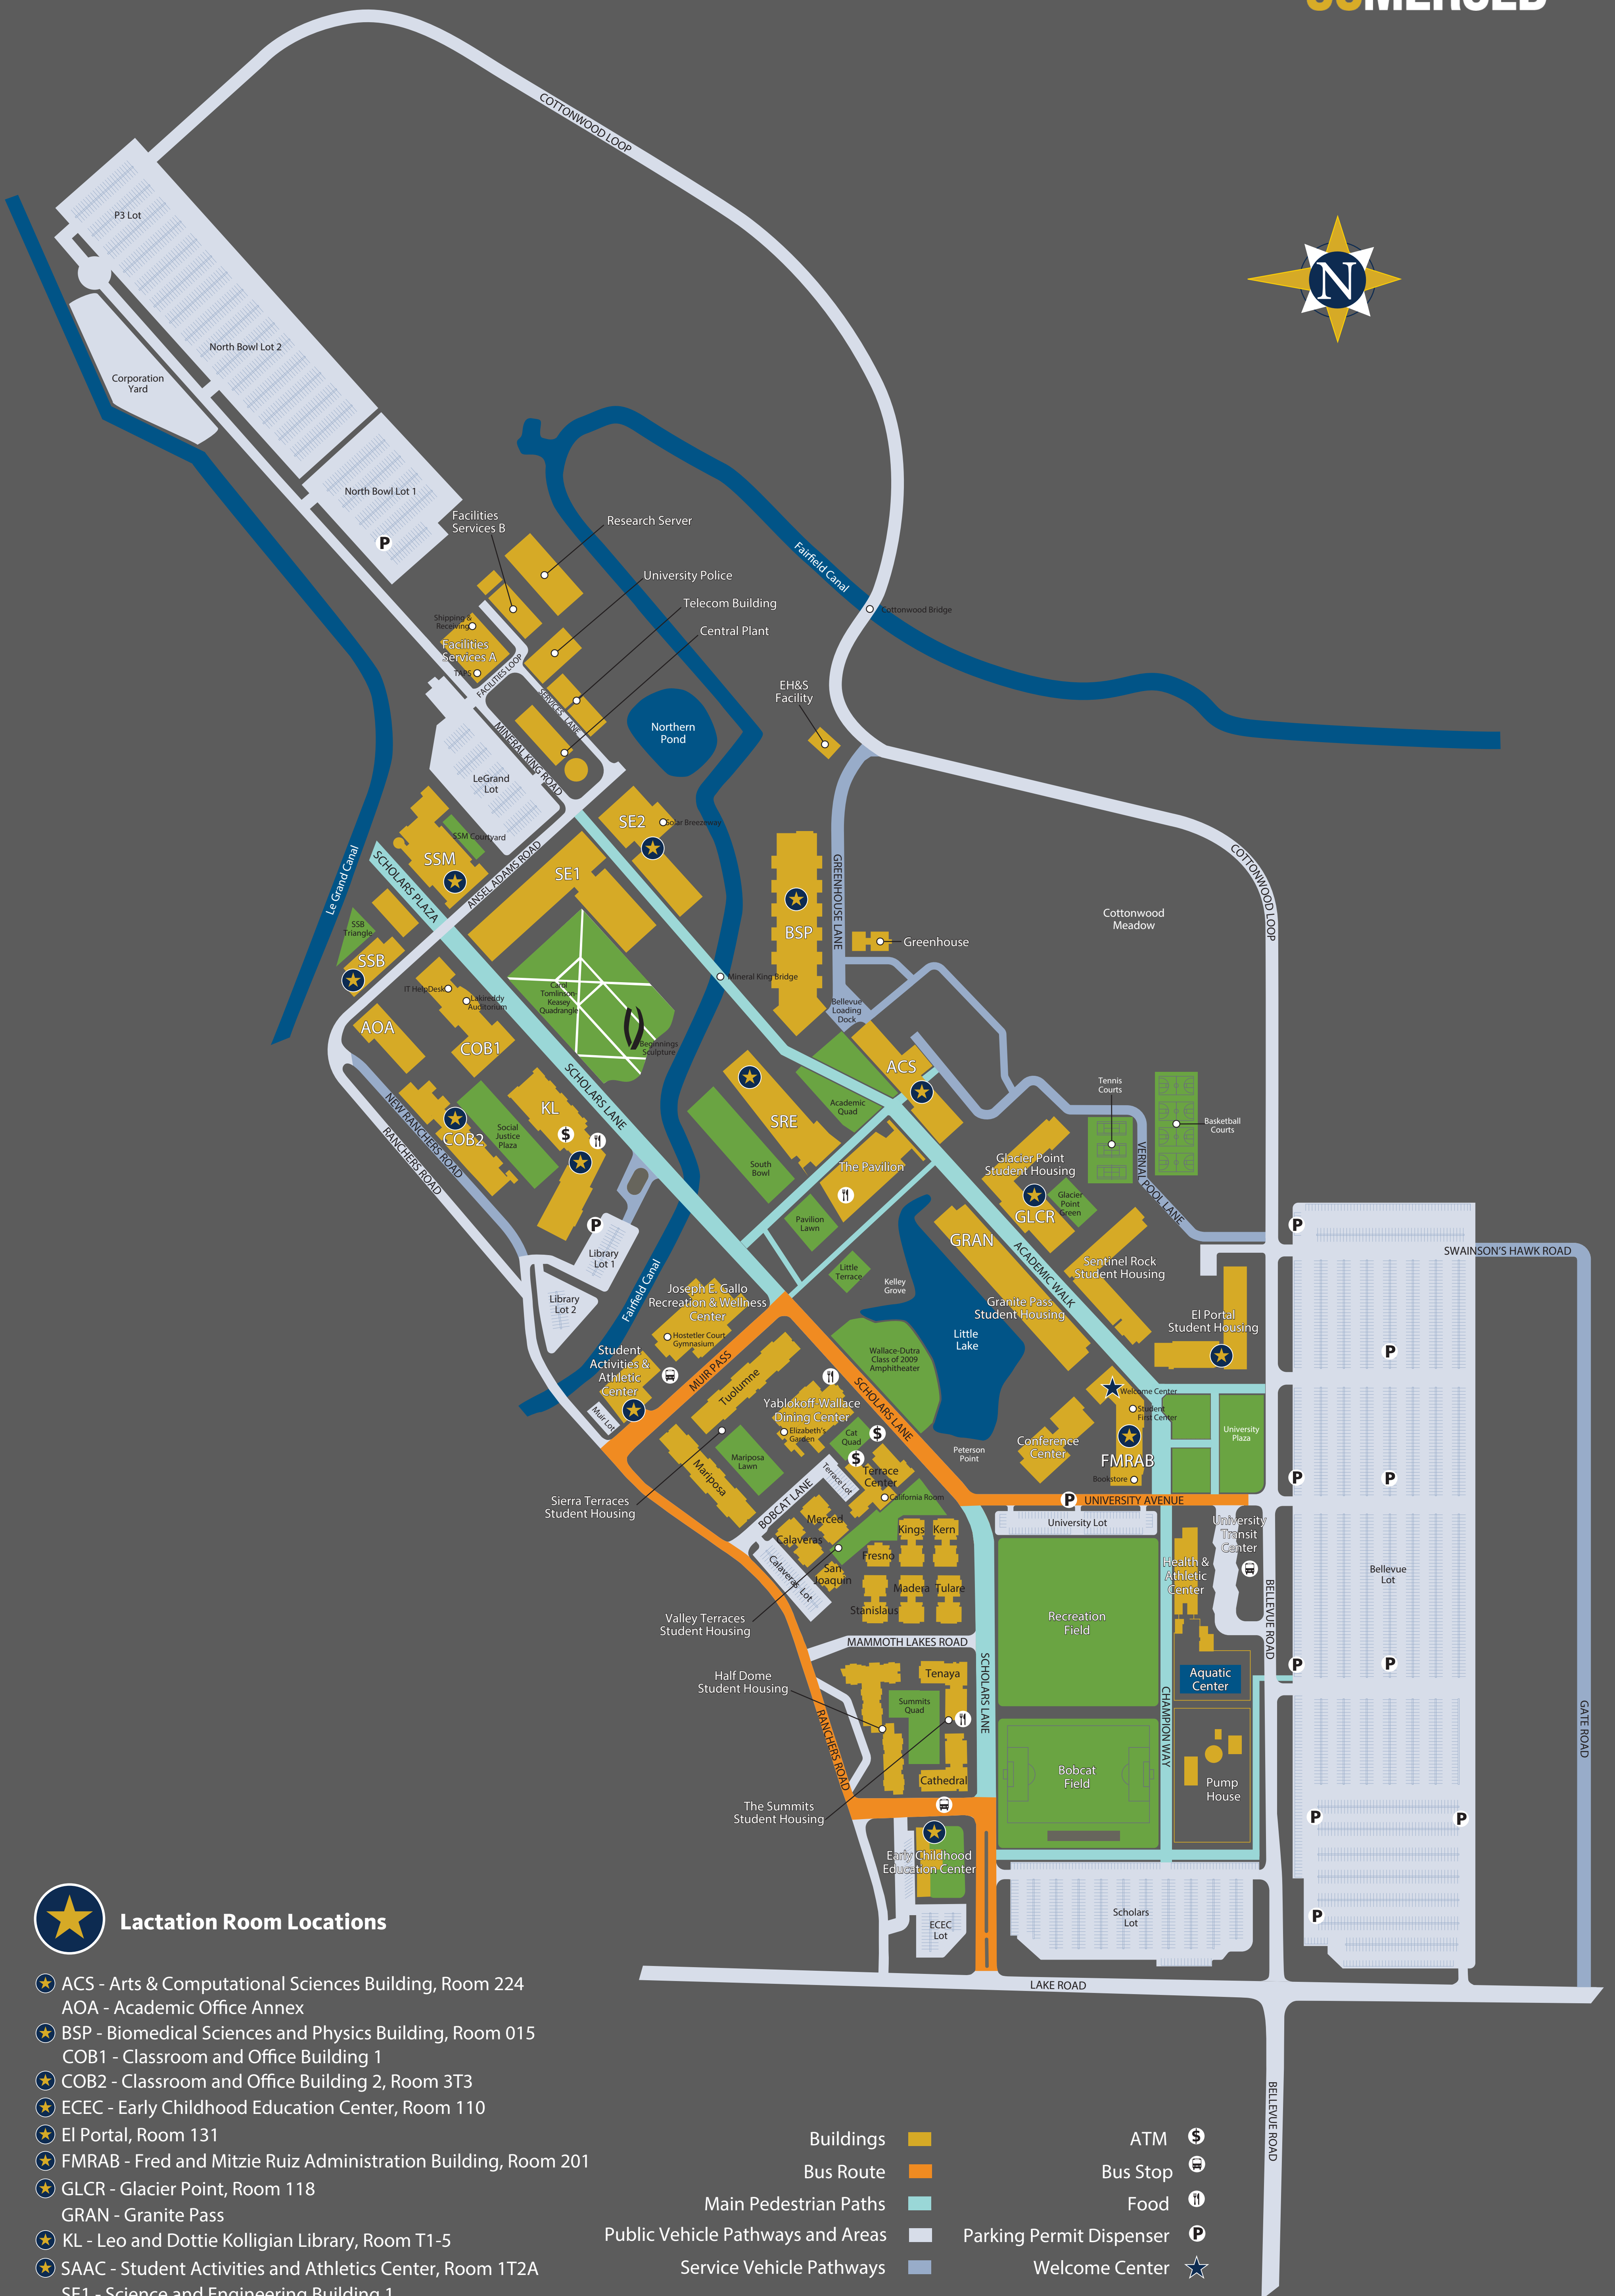 COTTONWOOD LOOP
P3 Lot
North Bowl Lot 2
Corporation
Yard
N
North Bowl Lot 1
P
Facilities
Services B
Research Server
University Police
Telecom Building
Central Plant
Fairfield Canal
Cottonwood Bridge
Shipping &
Receiving
Facilities
Services A
TAPS
FACILITIES LOOP
SERVICES LANE
MINERAL KING ROAD
EH&S
Facility
Northern
Pond
LeGrand
Lot
SE2
Solar Breezeway
SSM Courtyard
SSM
SE1
ANSEL ADAMS ROAD
SCHOLARS PLAZA
Le Grand Canal
SSB
Triangle
SSB
BSP
GREENHOUSE LANE
Greenhouse
Cottonwood
Meadow
COTTONWOOD LOOP
IT HelpDesk
Lakireddy
Auditorium
Carol
Tomlinson-
Keasey
Quadrangle
Mineral King Bridge
Bellevue
Loading
Dock
AOA
COB1
Beginnings
Sculpture
SCHOLARS LANE
ACS
Academic
Quad
Tennis
Courts
Basketball
Courts
KL
$
COB2
Social
Justice
Plaza
NEW RANCHERS ROAD
RANCHERS ROAD
SRE
South
Bowl
The Pavilion
Glacier Point
Student Housing
VERNAL POOL LANE
Glacier
Point
Green
GLCR
Pavilion
Lawn
P
Library
Lot 1
P
GRAN
ACADEMIC WALK
SWAINSON'S HAWK ROAD
Sentinel Rock
Student Housing
Little
Terrace
Kelley
Grove
Fairfield Canal
Library
Lot 2
Joseph E. Gallo
Recreation & Wellness
Center
Granite Pass
Student Housing
El Portal
Student Housing
Hostetler Court
Gymnasium
Little
Lake
Student
Activities &
Athletic
Center
MUIR PASS
Wallace-Dutra
Class of 2009
Amphitheater
P
Tuolumne
SCHOLARS LANE
Welcome Center
Muir Lot
Yablokoff-Wallace
Dining Center
Student
First Center
Elizabeth's
Garden
Cat
Quad
$
University
Plaza
Conference
Center
Peterson
Point
FMRAB
Mariposa
Lawn
Mariposa
$
Terrace Lot
Terrace
Center
Bookstore
P
P
California Room
Sierra Terraces
Student Housing
BOBCAT LANE
P
UNIVERSITY AVENUE
Merced
Calaveras
University Lot
University
Transit
Center
Kings
Kern
Fresno
San
Joaquin
Calaveras Lot
Health &
Athletic
Center
Bellevue
Lot
Madera
Tulare
Stanislaus
Valley Terraces
Student Housing
Recreation
Field
BELLEVUE ROAD
MAMMOTH LAKES ROAD
P
P
Half Dome
Student Housing
Tenaya
Aquatic
Center
Summits
Quad
SCHOLARS LANE
CHAMPION WAY
GATE ROAD
RANCHERS ROAD
Bobcat
Field
Cathedral
Pump
House
The Summits
Student Housing
P
P
Early Childhood
Education Center
P
Scholars
Lot
ECEC
Lot
LAKE ROAD
BELLEVUE ROAD
Lactation Room Locations
ACS - Arts & Computational Sciences Building, Room 224
AOA - Academic Office Annex
BSP - Biomedical Sciences and Physics Building, Room 015
COB1 - Classroom and Office Building 1
COB2 - Classroom and Office Building 2, Room 3T3
ECEC - Early Childhood Education Center, Room 110
El Portal, Room 131
FMRAB - Fred and Mitzie Ruiz Administration Building, Room 201
GLCR - Glacier Point, Room 118
GRAN - Granite Pass
KL - Leo and Dottie Kolligian Library, Room T1-5
SAAC - Student Activities and Athletics Center, Room 1T2A
SE1 - Science and Engineering Building 1
Buildings
Bus Route
Main Pedestrian Paths
Public Vehicle Pathways and Areas
Service Vehicle Pathways
ATM $
Bus Stop
Food
Parking Permit Dispenser P
Welcome Center